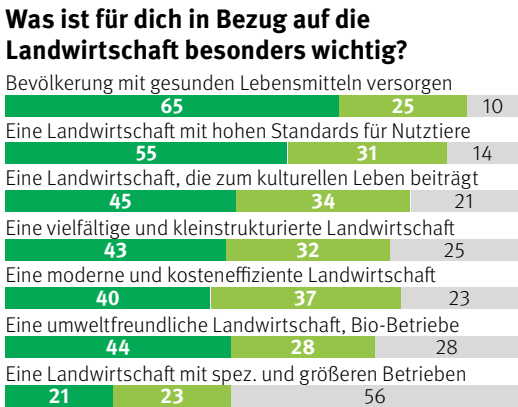 Was ist für dich in Bezug auf die
Landwirtschaft besonders wichtig?
Bevölkerung mit gesunden Lebensmitteln versorgen
65 25 10
Eine Landwirtschaft mit hohen Standards für Nutztiere
55 31 14
Eine Landwirtschaft, die zum kulturellen Leben beiträgt
45 34 21
Eine vielfältige und kleinstrukturierte Landwirtschaft
43 32 25
Eine moderne und kosteneffiziente Landwirtschaft
40 37 23
Eine umweltfreundliche Landwirtschaft, Bio-Betriebe
44 28 28
Eine Landwirtschaft mit spez. und größeren Betrieben
21 23 56